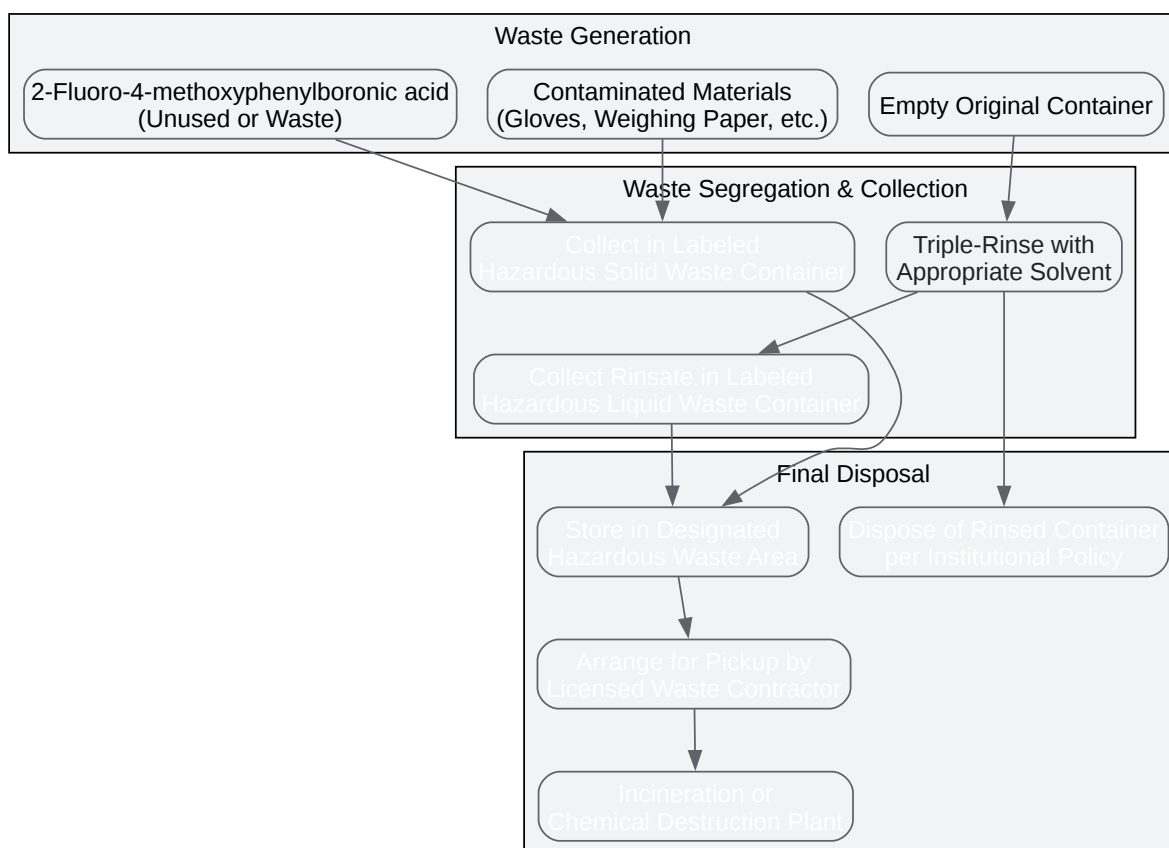 Waste Generation
2-Fluoro-4-methoxyphenylboronic acid
(Unused or Waste)
Contaminated Materials
(Gloves, Weighing Paper, etc.)
Empty Original Container
Waste Segregation & Collection
Collect in Labeled
Hazardous Solid Waste Container
Triple-Rinse with
Appropriate Solvent
Collect Rinsate in Labeled
Hazardous Liquid Waste Container
Final Disposal
Store in Designated
Hazardous Waste Area
Dispose of Rinsed Container
per Institutional Policy
Arrange for Pickup by
Licensed Waste Contractor
Incineration or
Chemical Destruction Plant